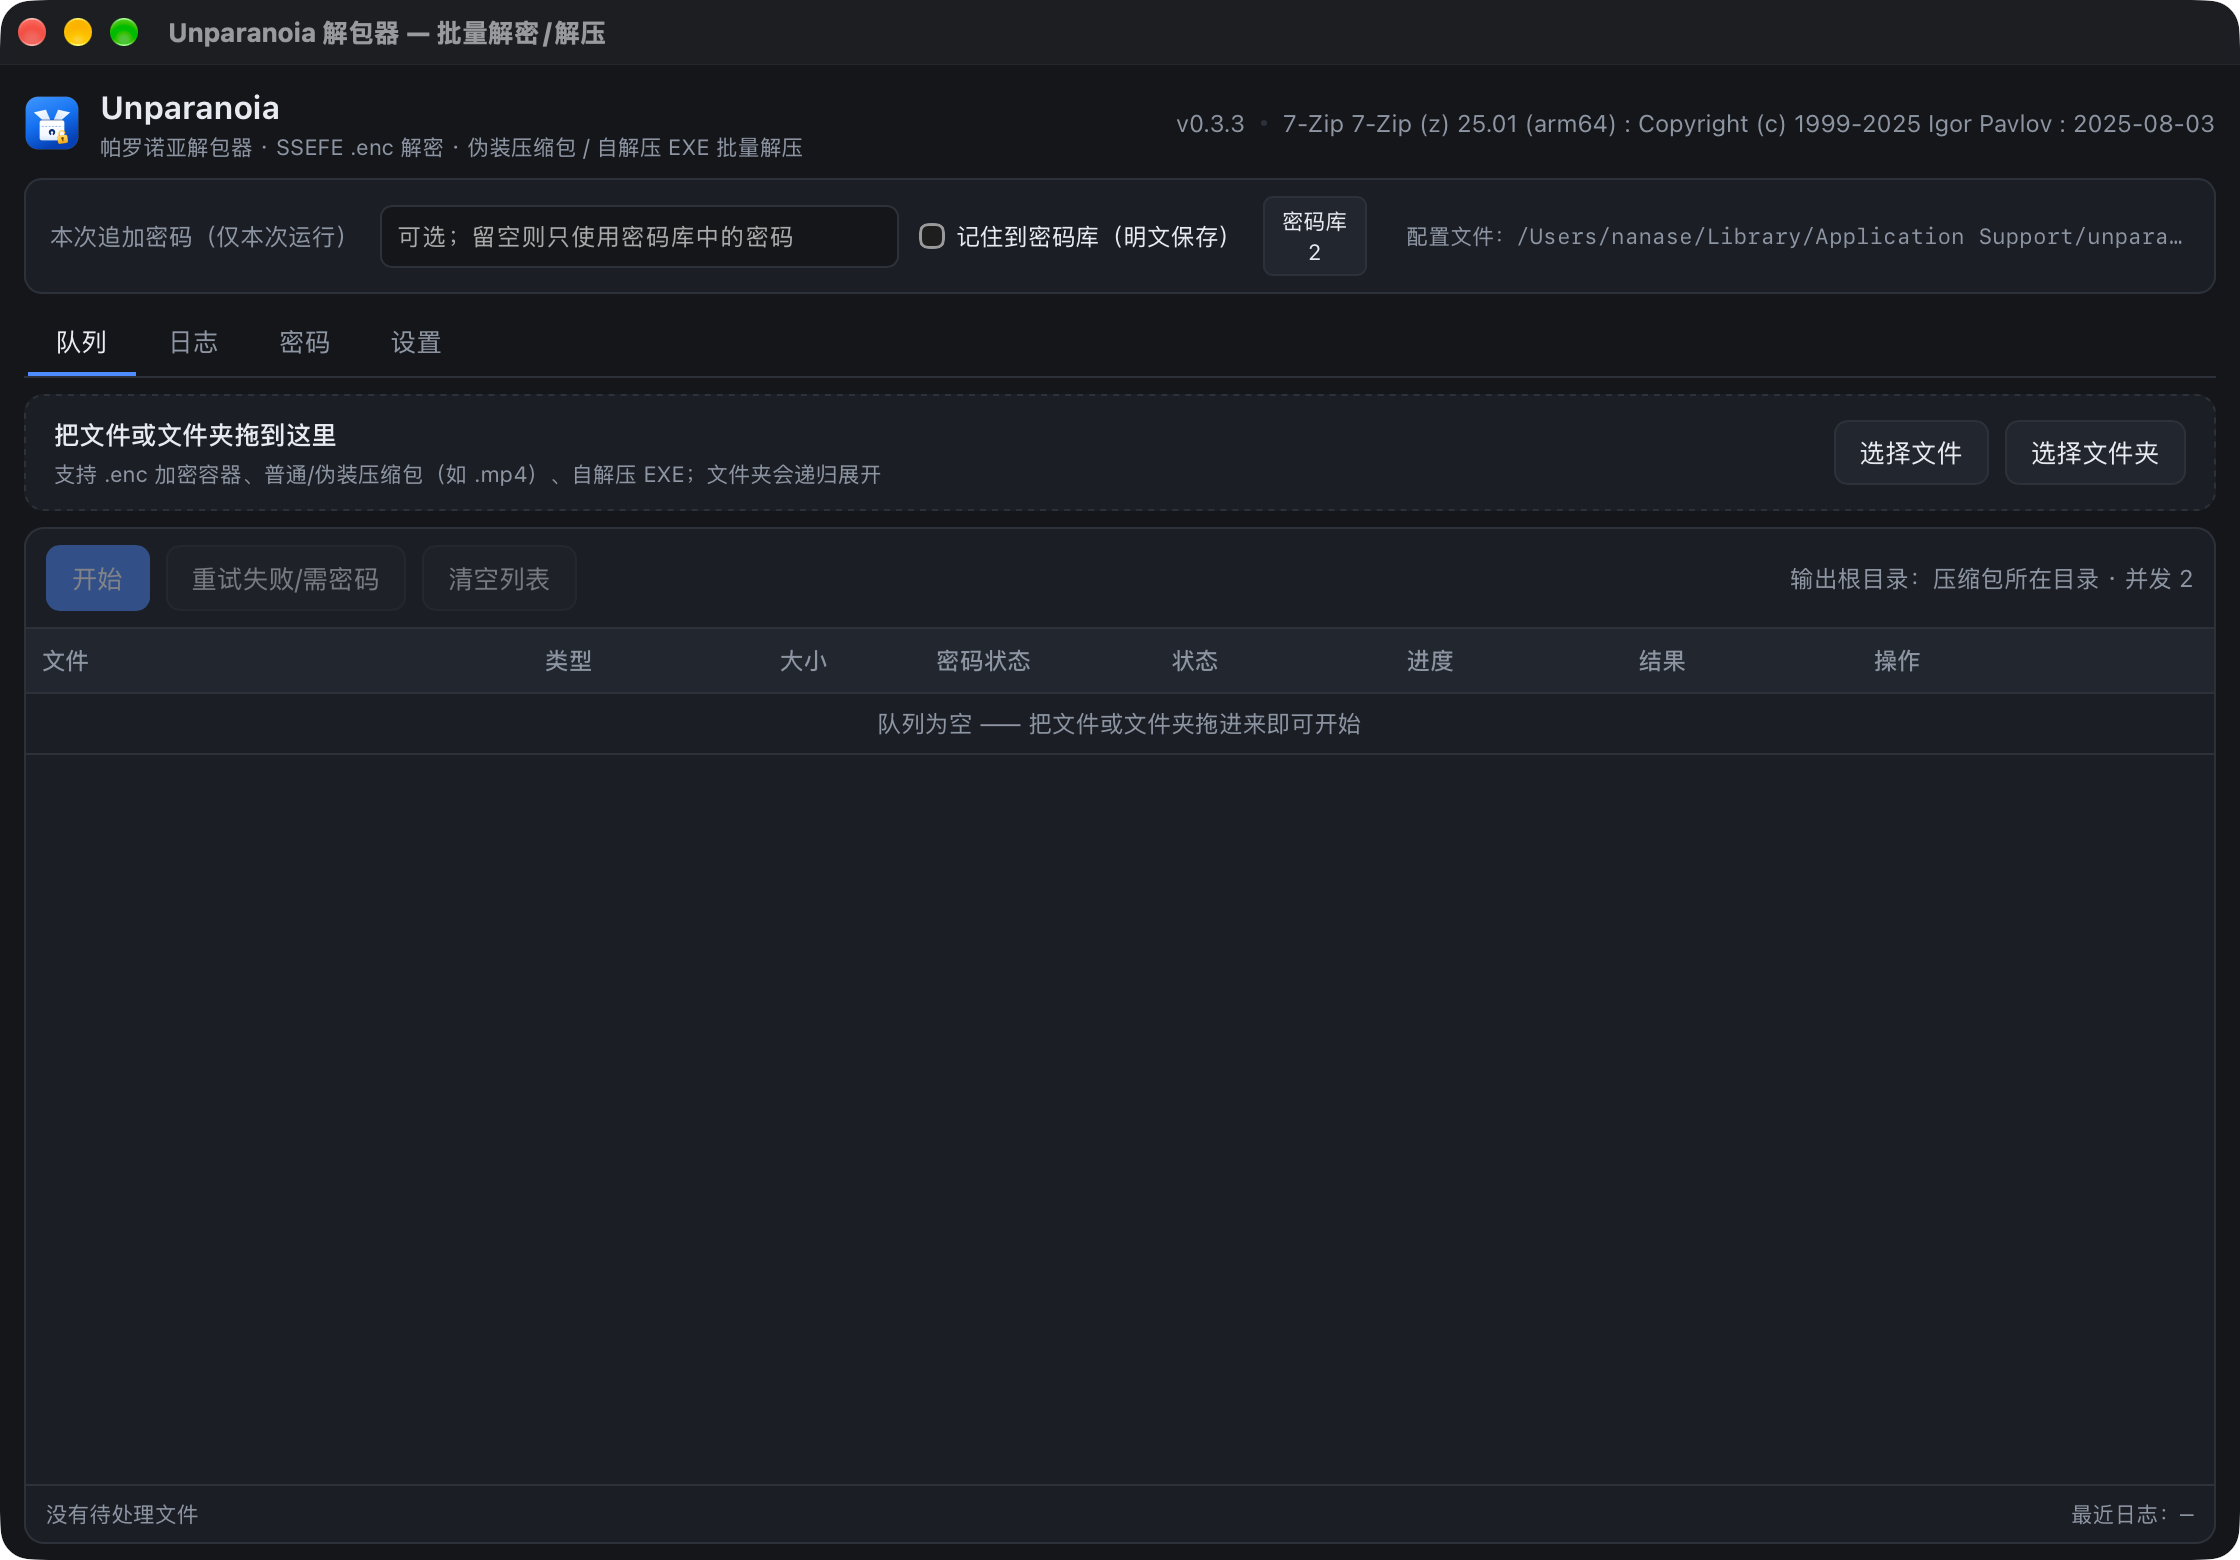 Unparanoia 解包器 — 批量解密/解压
Unparanoia
帕罗诺亚解包器 · SSEFE .enc 解密 · 伪装压缩包 / 自解压 EXE 批量解压
v0.3.3 • 7-Zip 7-Zip (z) 25.01 (arm64) : Copyright (c) 1999-2025 Igor Pavlov : 2025-08-03
本次追加密码（仅本次运行）
可选；留空则只使用密码库中的密码
记住到密码库（明文保存）
密码库
2
配置文件：/Users/nanase/Library/Application Support/unpara…
队列
日志
密码
设置
把文件或文件夹拖到这里
支持 .enc 加密容器、普通/伪装压缩包（如 .mp4）、自解压 EXE；文件夹会递归展开
选择文件
选择文件夹
开始
重试失败/需密码
清空列表
输出根目录：压缩包所在目录 · 并发 2
文件
类型
大小
密码状态
状态
进度
结果
操作
队列为空 —— 把文件或文件夹拖进来即可开始
没有待处理文件
最近日志：—